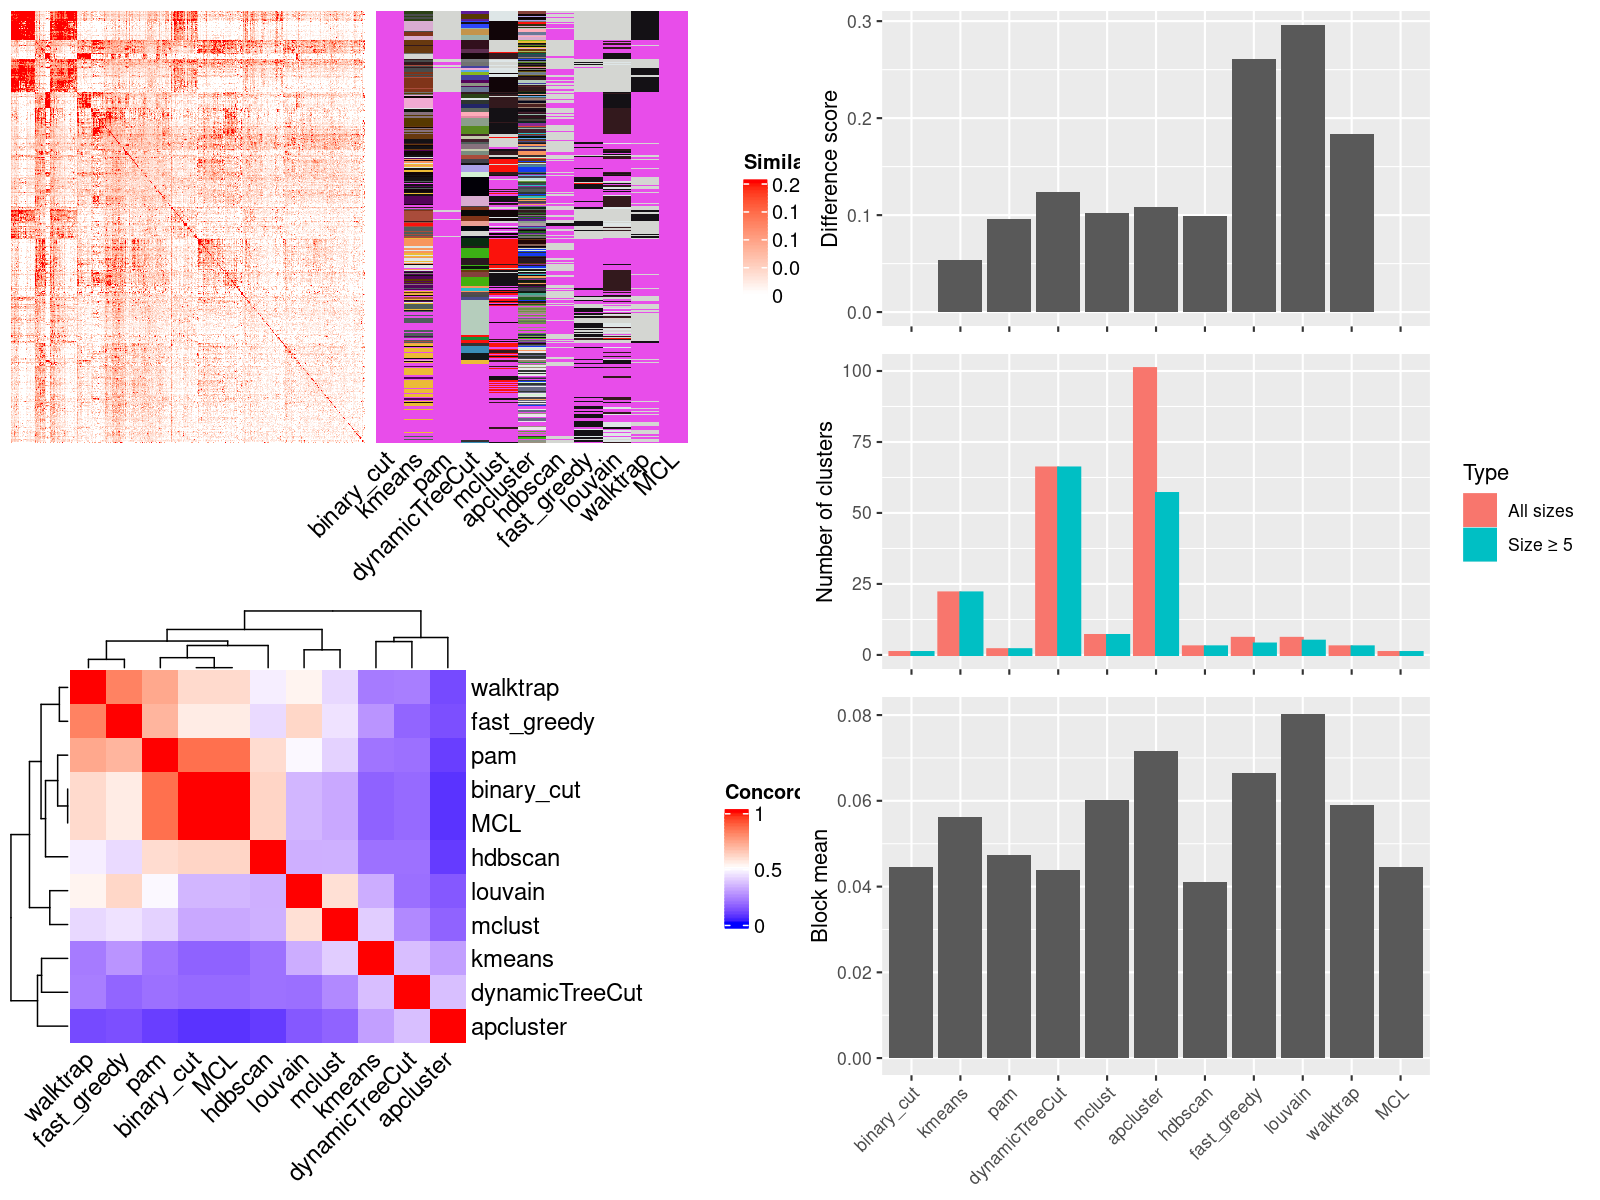 Simila
0.2
0.1
0.1
0.0
0
binary_cut
kmeans
pam
dynamicTreeCut
mclust
apcluster
hdbscan
fast_greedy
louvain
walktrap
MCL
walktrap
fast_greedy
pam
binary_cut
MCL
hdbscan
louvain
mclust
kmeans
dynamicTreeCut
apcluster
walktrap
fast_greedy
pam
binary_cut
MCL
hdbscan
louvain
mclust
kmeans
dynamicTreeCut
apcluster
Concord
1
0.5
0
Difference score
0.3
0.2
0.1
0.0
Number of clusters
100
75
50
25
0
Type
All sizes
Size ≥ 5
Block mean
0.08
0.06
0.04
0.02
0.00
binary_cut
kmeans
pam
dynamicTreeCut
mclust
apcluster
hdbscan
fast_greedy
louvain
walktrap
MCL